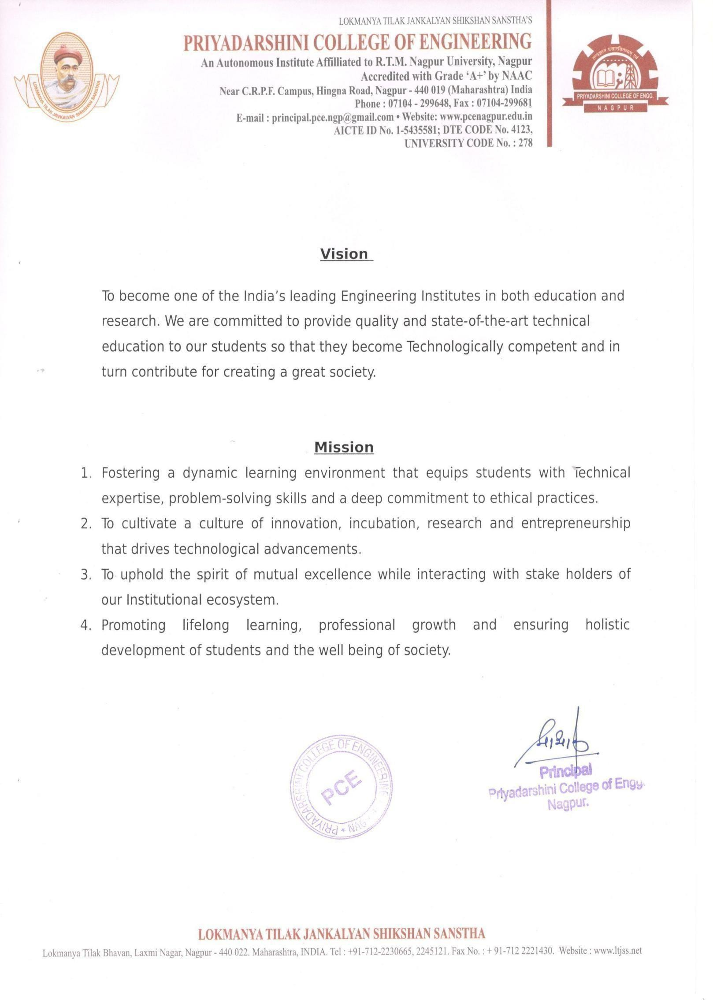 LOKMANYA TILAK JANKALYAN SHIKSHAN SANSTHA'S
PRIYADARSHINI COLLEGE OF ENGINEERING
An Autonomous Institute Affilliated to R.T.M. Nagpur University, Nagpur
Accredited with Grade ‘A+’ by NAAC
Near C.R.P.F. Campus, Hingna Road, Nagpur - 440 019 (Maharashtra) India
Phone : 07104 - 299648, Fax : 07104-299681
E-mail : principal.pce.ngp@gmail.com • Website: www.pcenagpur.edu.in
AICTE ID No. 1-5435581; DTE CODE No. 4123,
UNIVERSITY CODE No. : 278
LOKMANYA TILAK JANKALYAN SHIKSHAN SANSTHA
तन्त्रज्ञानं प्रसारयितव्यम् एवं
PRIYADARSHINI COLLEGE OF ENGG.
NAGPUR
Vision
To become one of the India’s leading Engineering Institutes in both education and
research. We are committed to provide quality and state-of-the-art technical
education to our students so that they become Technologically competent and in
turn contribute for creating a great society.
Mission
1. Fostering a dynamic learning environment that equips students with Technical
expertise, problem-solving skills and a deep commitment to ethical practices.
2. To cultivate a culture of innovation, incubation, research and entrepreneurship
that drives technological advancements.
3. To uphold the spirit of mutual excellence while interacting with stake holders of
our Institutional ecosystem.
4. Promoting lifelong learning, professional growth and ensuring holistic
development of students and the well being of society.
PRIYADARSHINI COLLEGE OF ENGINEERING
PCE
Principal
Priyadarshini College of Engg.
Nagpur.
LOKMANYA TILAK JANKALYAN SHIKSHAN SANSTHA
Lokmanya Tilak Bhavan, Laxmi Nagar, Nagpur - 440 022. Maharashtra, INDIA. Tel : +91-712-2230665, 2245121. Fax No. : + 91-712 2221430. Website : www.ltjss.net